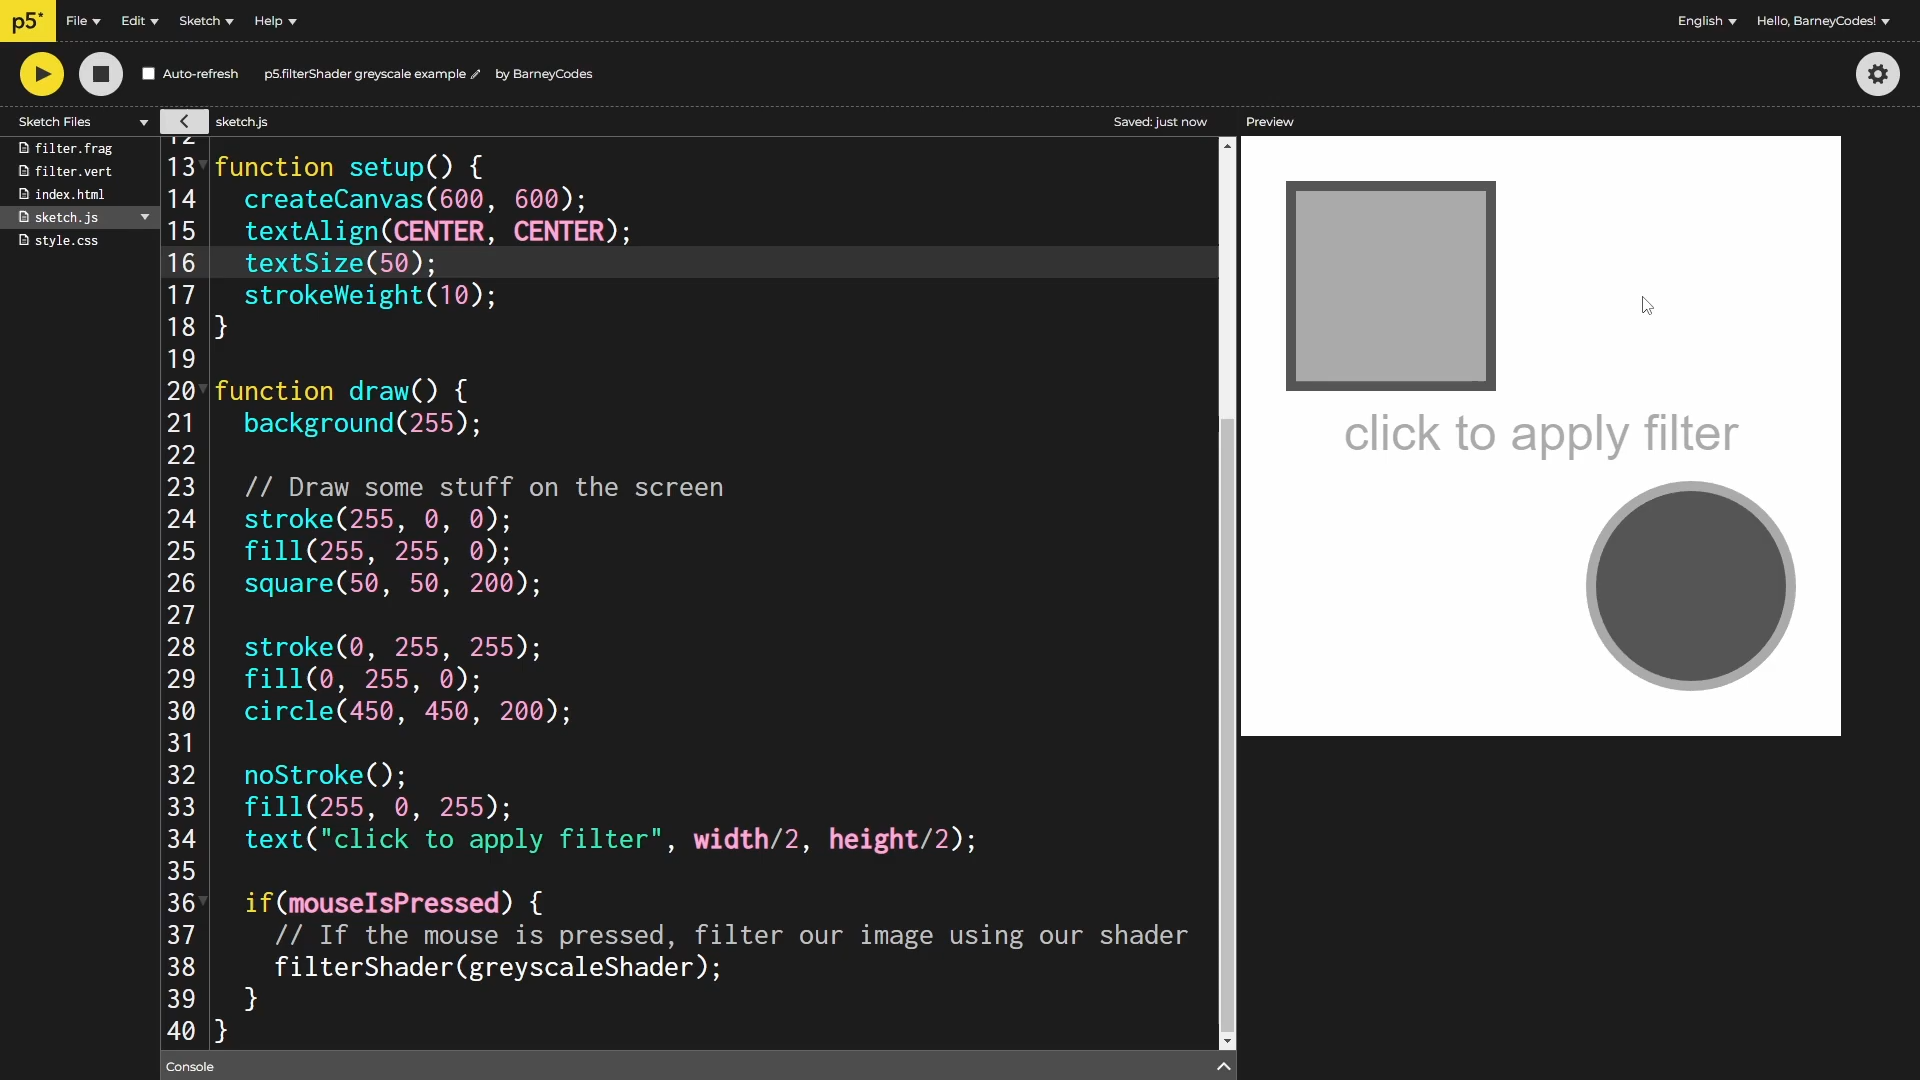 p5* File Edit Sketch Help English Hello, BarneyCodes!
Auto-refresh p5.filterShader greyscale example by BarneyCodes
Sketch Files sketch.js Saved: just now Preview
filter.frag
filter.vert
index.html
sketch.js
style.css
12
13 function setup() {
14 createCanvas(600, 600);
15 textAlign(CENTER, CENTER);
16 textSize(50);
17 strokeWeight(10);
18 }
19
20 function draw() {
21 background(255);
22
23 // Draw some stuff on the screen
24 stroke(255, 0, 0);
25 fill(255, 255, 0);
26 square(50, 50, 200);
27
28 stroke(0, 255, 255);
29 fill(0, 255, 0);
30 circle(450, 450, 200);
31
32 noStroke();
33 fill(255, 0, 255);
34 text("click to apply filter", width/2, height/2);
35
36 if(mouseIsPressed) {
37 // If the mouse is pressed, filter our image using our shader
38 filterShader(greyscaleShader);
39 }
40 }
click to apply filter
Console